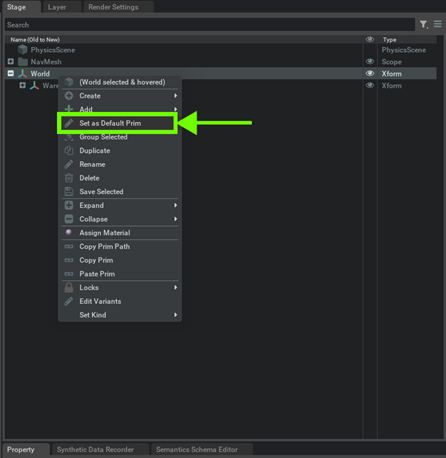 Stage Layer Render Settings
Search
Name (Old to New) Type
PhysicsScene PhysicsScene
NavMesh Scope
World Xform
(World selected & hovered)
Xform
Create
Add
Set as Default Prim
Group Selected
Duplicate
Rename
Delete
Save Selected
Expand
Collapse
Assign Material
Copy Prim Path
Copy Prim
Paste Prim
Locks
Edit Variants
Set Kind
Property Synthetic Data Recorder Semantics Schema Editor